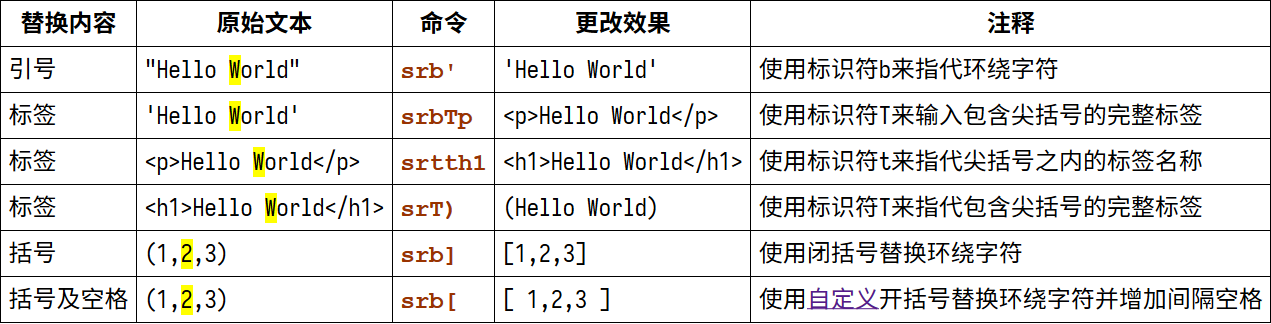 替换内容 原始文本 命令 更改效果 注释
引号 "Hello World" srb' 'Hello World' 使用标识符b来指代环绕字符
标签 'Hello World' srbTp <p>Hello World</p> 使用标识符T来输入包含尖括号的完整标签
标签 <p>Hello World</p> srtth1 <h1>Hello World</h1> 使用标识符t来指代尖括号之内的标签名称
标签 <h1>Hello World</h1> srT) (Hello World) 使用标识符T来指代包含尖括号的完整标签
括号 (1,2,3) srb] [1,2,3] 使用闭括号替换环绕字符
括号及空格 (1,2,3) srb[ [ 1,2,3 ] 使用自定义开括号替换环绕字符并增加间隔空格